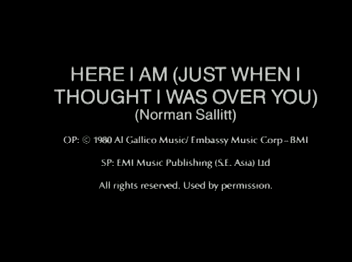 HERE I AM (JUST WHEN I
THOUGHT I WAS OVER YOU)
(Norman Sallitt)
OP: © 1980 Al Gallico Music/ Embassy Music Corp-BMI
SP: EMI Music Publishing (S.E. Asia) Ltd
All rights reserved. Used by permission.